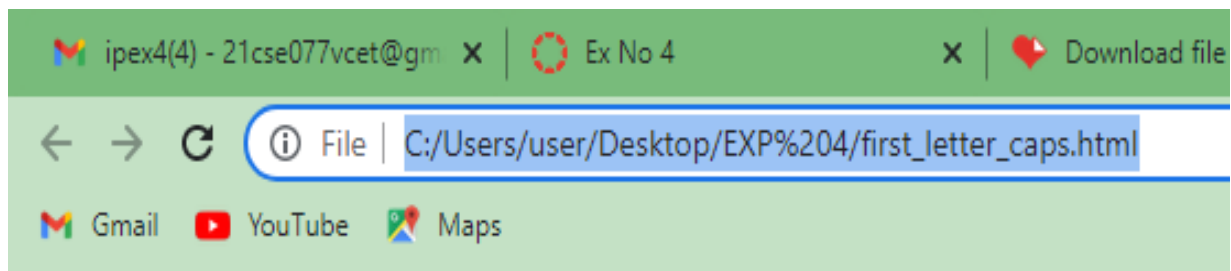 ipex4(4) - 21cse077vcet@gm Ex No 4 Download file
File C:/Users/user/Desktop/EXP%204/first_letter_caps.html
Gmail YouTube Maps